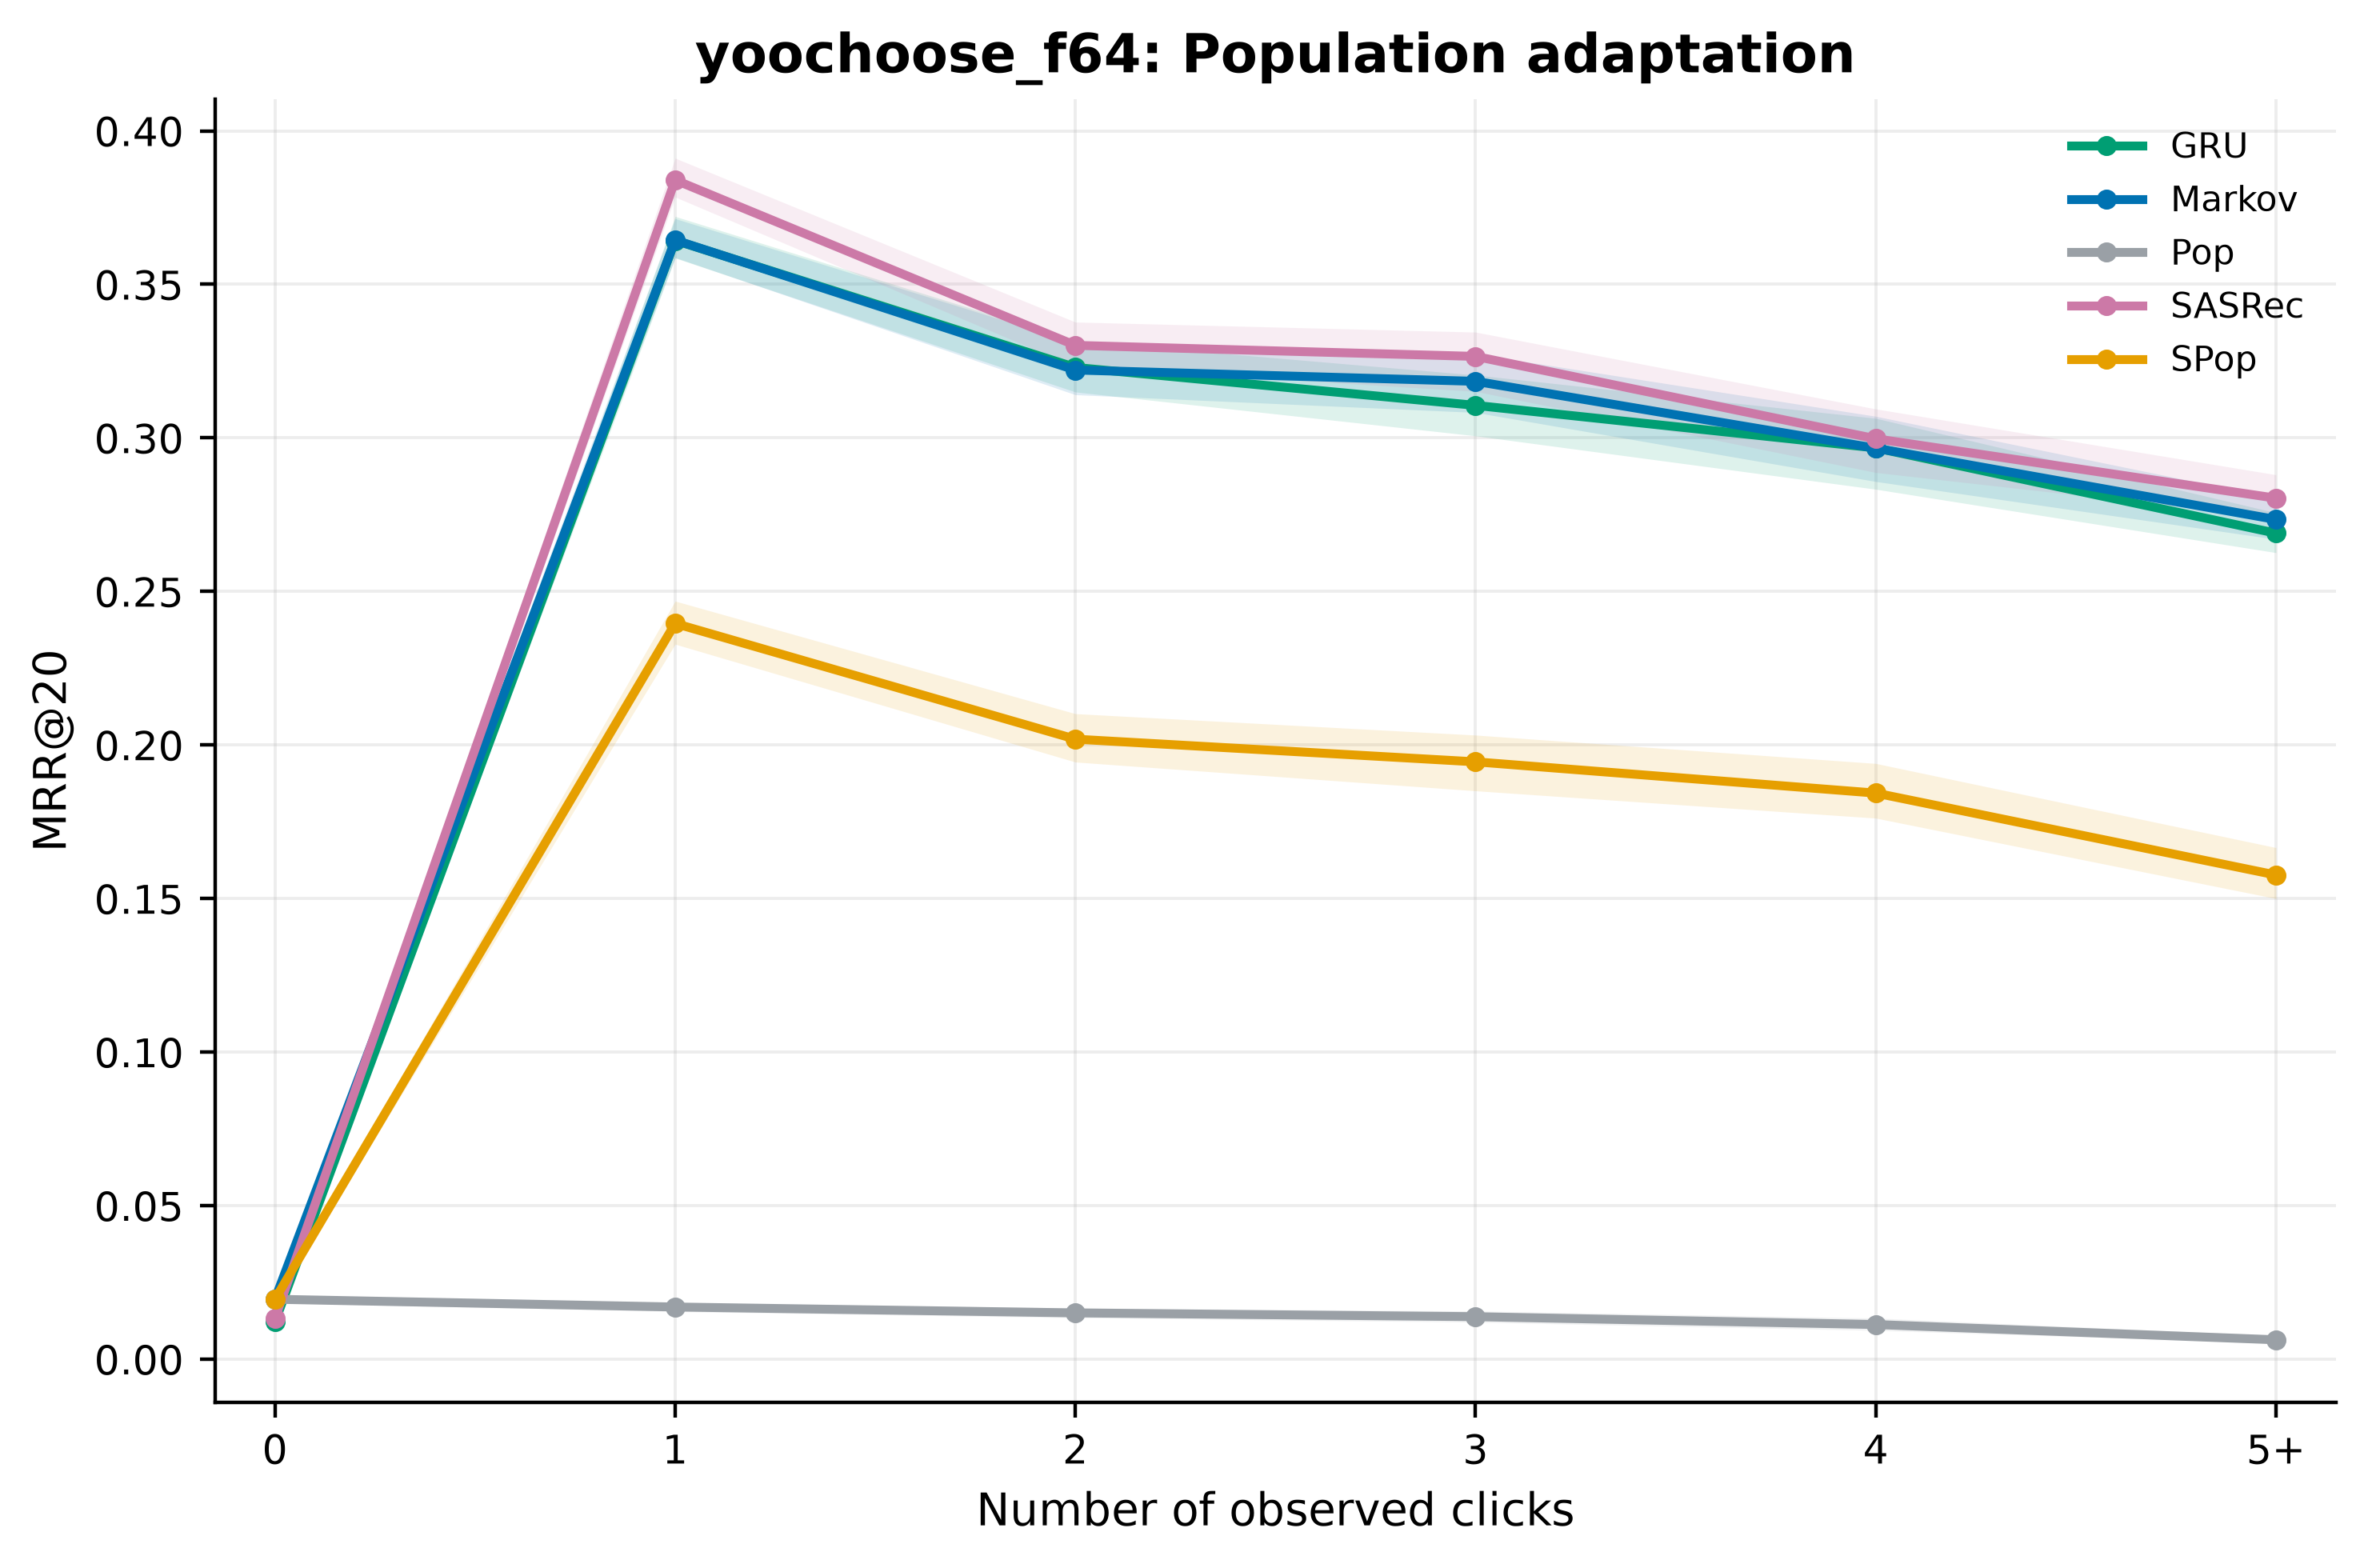 yoochoose_f64: Population adaptation
0.40
0.35
0.30
0.25
0.20
0.15
0.10
0.05
0.00
MRR@20
GRU
Markov
Pop
SASRec
SPop
0 1 2 3 4 5+
Number of observed clicks